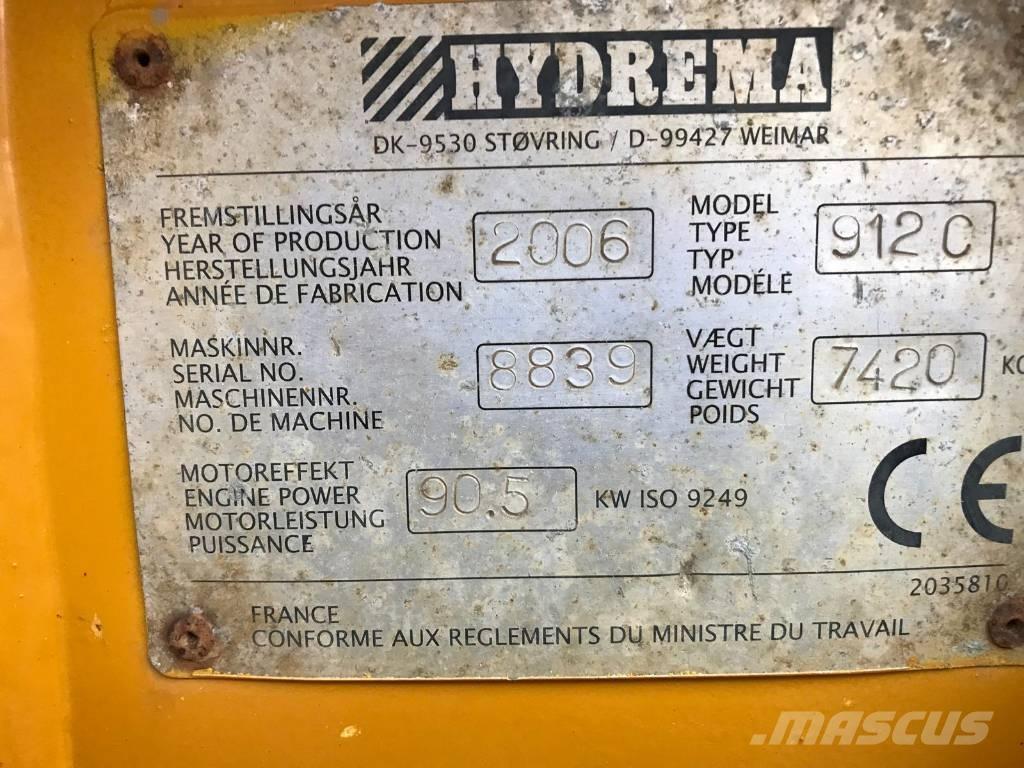 HYDREMA
DK-9530 STØVRING / D-99427 WEIMAR
FREMSTILLINGSÅR
YEAR OF PRODUCTION
HERSTELLUNGSJAHR
ANNÉE DE FABRICATION
2006
MODEL
TYPE
TYP
MODÉLE
912 C
MASKINNR.
SERIAL NO.
MASCHINENNR.
NO. DE MACHINE
8839
VÆGT
WEIGHT
GEWICHT
POIDS
7420 KG
MOTOREFFEKT
ENGINE POWER
MOTORLEISTUNG
PUISSANCE
90.5 KW ISO 9249
CE
2035810
FRANCE
CONFORME AUX REGLEMENTS DU MINISTRE DU TRAVAIL
MASCUS